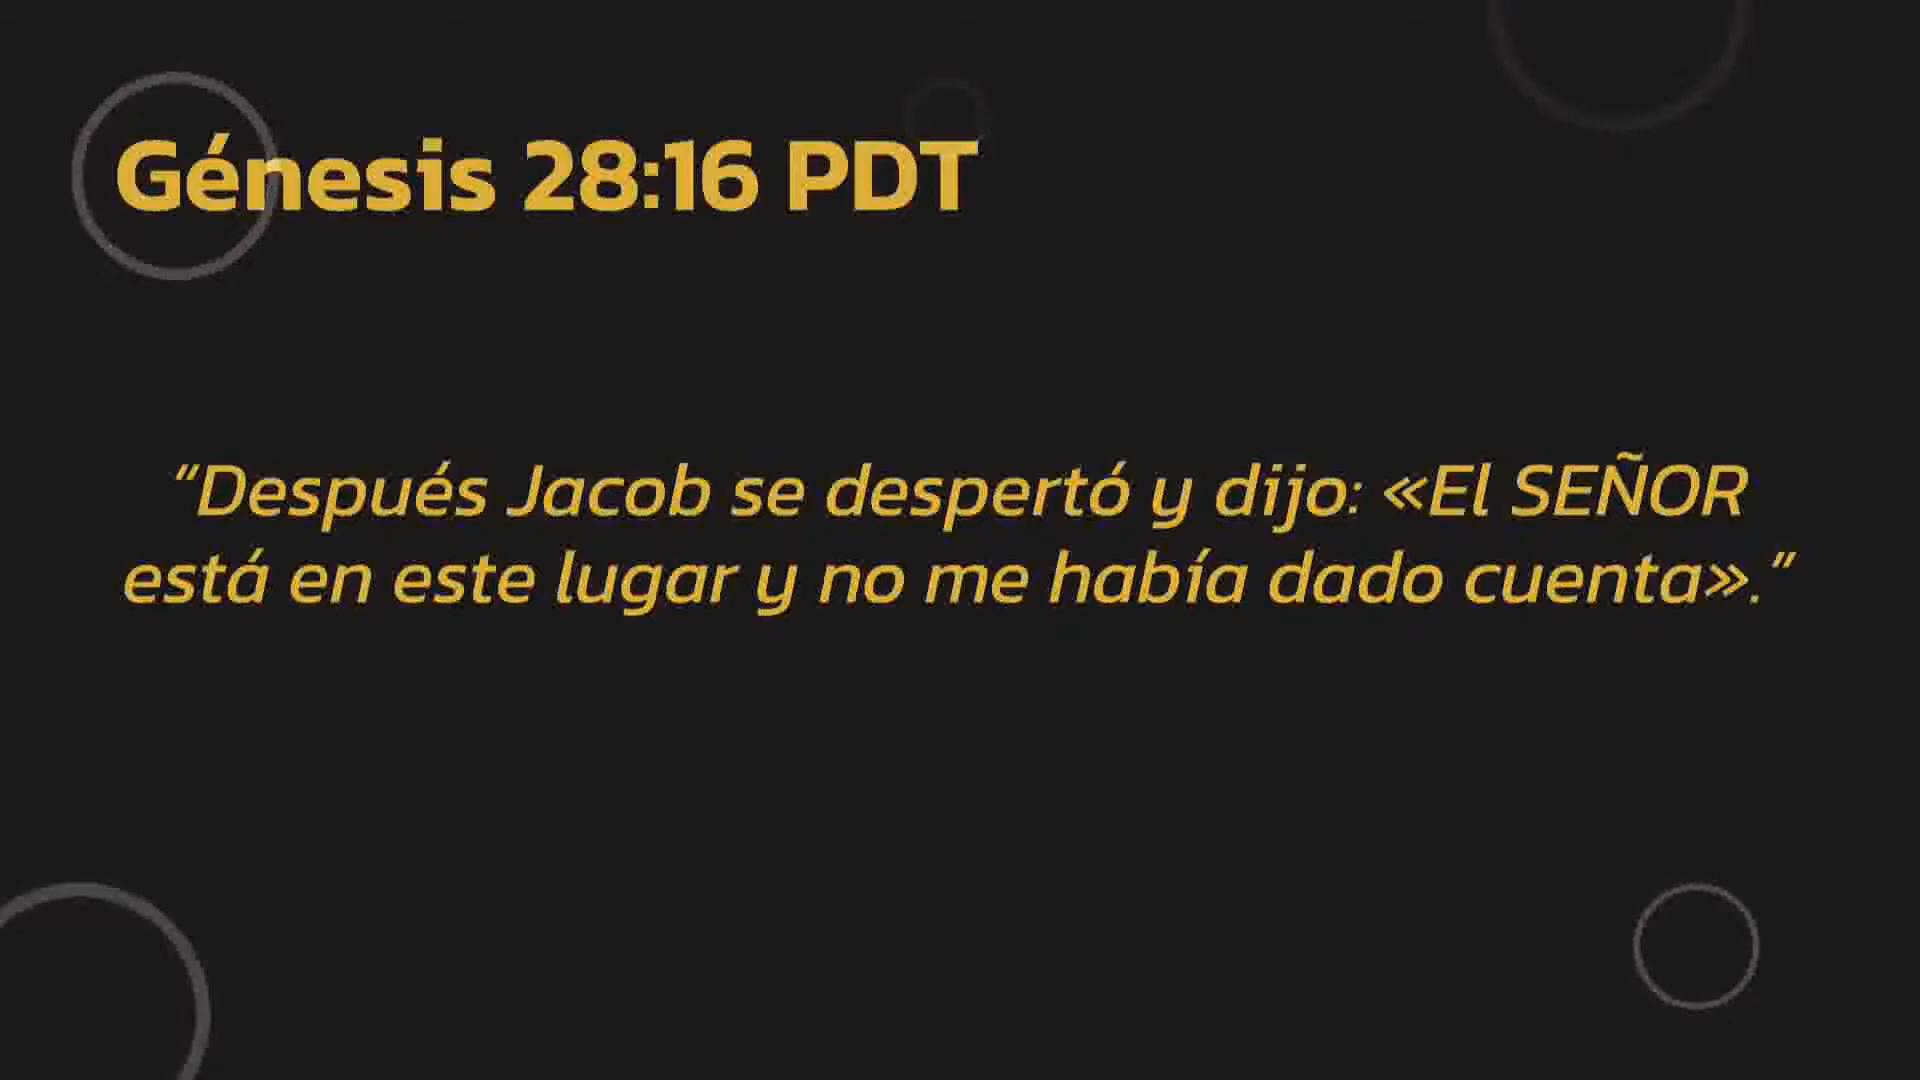 Génesis 28:16 PDT
“Después Jacob se despertó y dijo: «El SEÑOR
está en este lugar y no me había dado cuenta».”